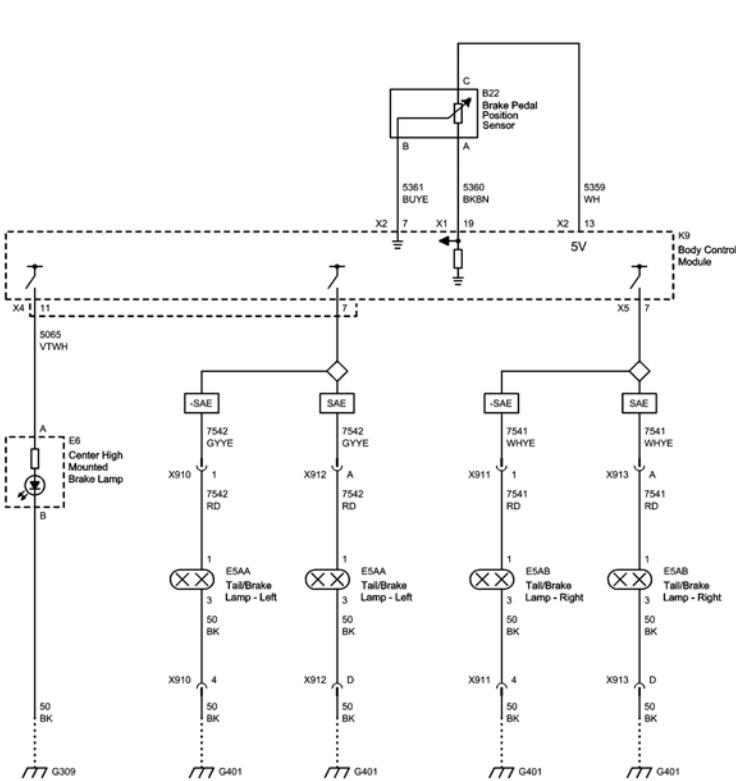 C
B22
Brake Pedal
Position
Sensor
B A
5361 5360 5359
BUYE BKBN WH
X2 7 X1 19 X2 13
K9
5V
Body Control
Module
X4 11 7 X5 7
5065
VTWH
-SAE SAE -SAE SAE
7542 7542 7541 7541
GYYE GYYE WHYE WHYE
A
E6
Center High
Mounted
Brake Lamp
X910 1 X912 A X911 1 X913 A
7542 7542 7541 7541
RD RD RD RD
B
1 1 1 1
E5AA E5AA E5AB E5AB
Tail/Brake Tail/Brake Tail/Brake Tail/Brake
Lamp - Left Lamp - Left Lamp - Right Lamp - Right
3 3 3 3
50 50 50 50
BK BK BK BK
X910 4 X912 D X911 4 X913 D
50 50 50 50 50
BK BK BK BK BK
G309 G401 G401 G401 G401